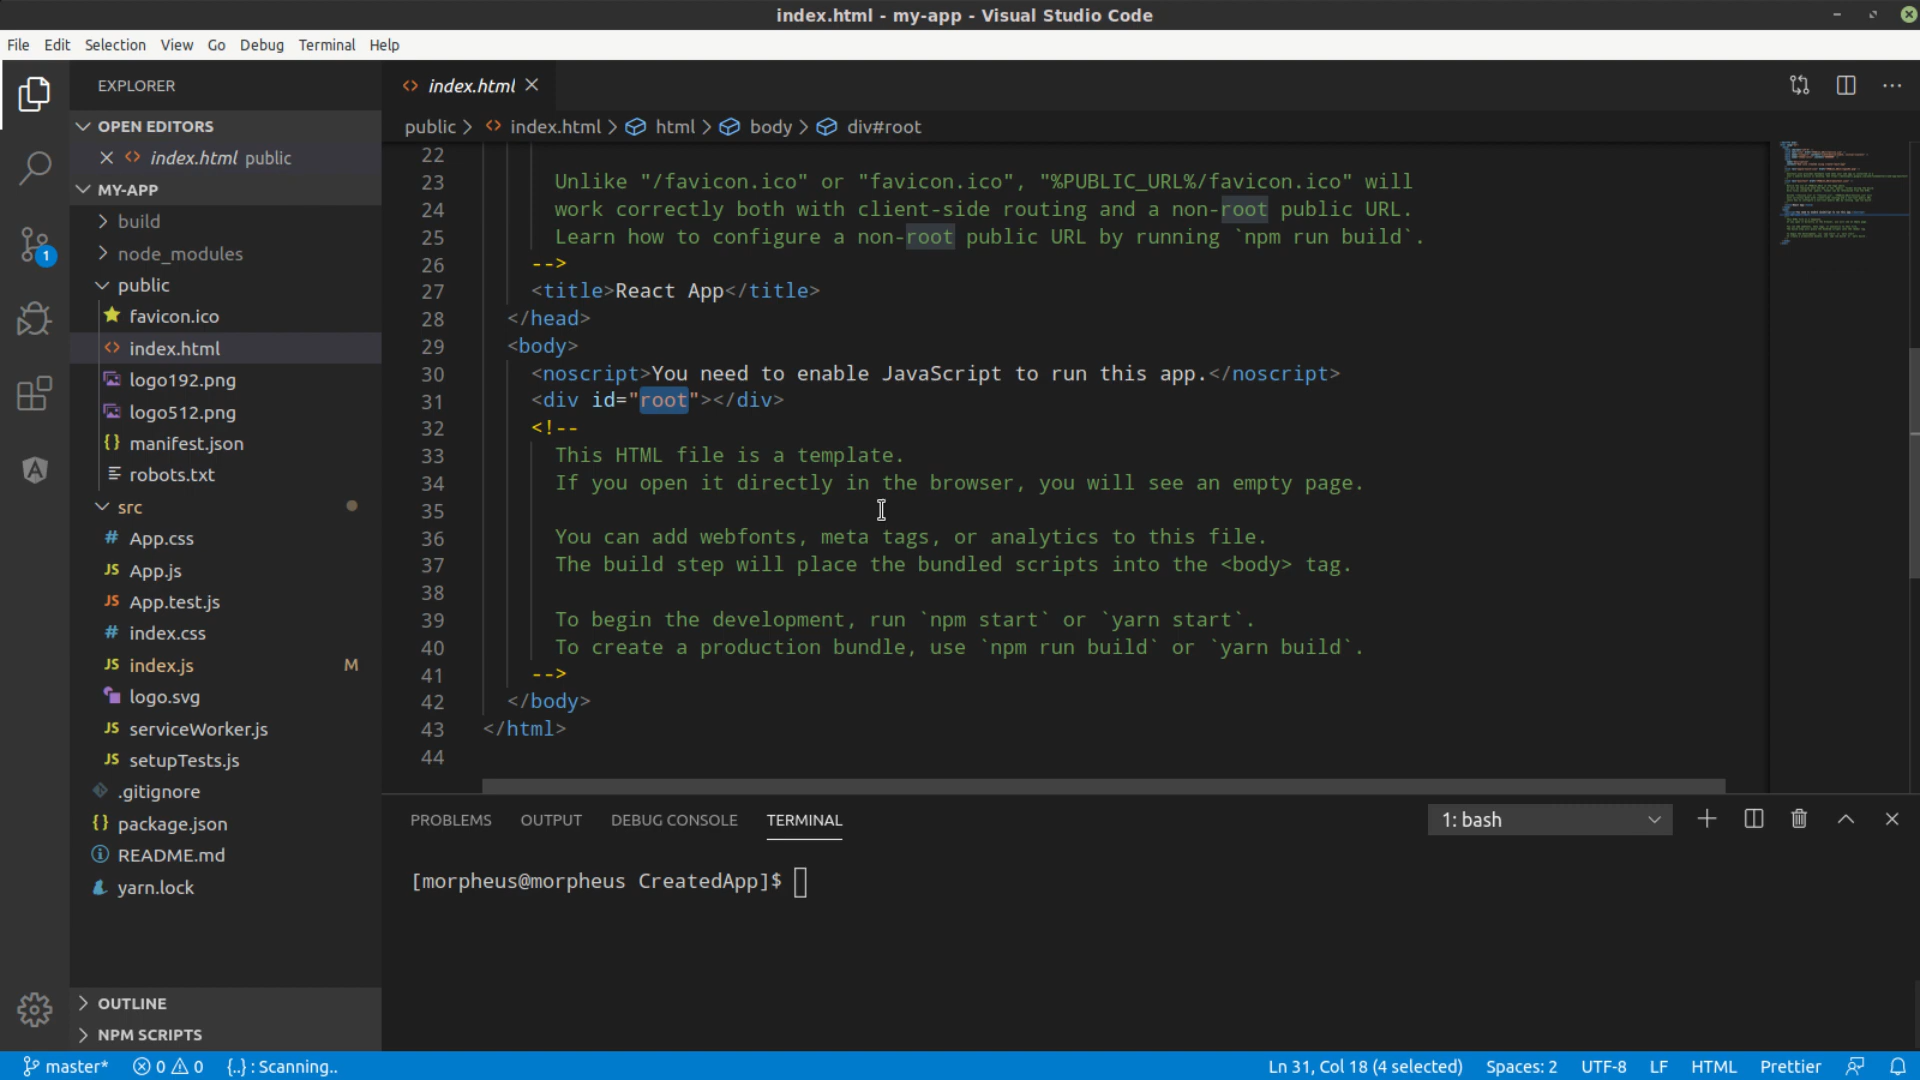 index.html - my-app - Visual Studio Code
File Edit Selection View Go Debug Terminal Help
EXPLORER
OPEN EDITORS
index.html public
MY-APP
build
node_modules
public
favicon.ico
index.html
logo192.png
logo512.png
manifest.json
robots.txt
src
App.css
App.js
App.test.js
index.css
index.js M
logo.svg
serviceWorker.js
setupTests.js
.gitignore
package.json
README.md
yarn.lock
OUTLINE
NPM SCRIPTS
1
index.html
public > index.html > html > body > div#root
22
23 Unlike "/favicon.ico" or "favicon.ico", "%PUBLIC_URL%/favicon.ico" will
24 work correctly both with client-side routing and a non-root public URL.
25 Learn how to configure a non-root public URL by running `npm run build`.
26 -->
27 <title>React App</title>
28 </head>
29 <body>
30 <noscript>You need to enable JavaScript to run this app.</noscript>
31 <div id="root"></div>
32 <!--
33 This HTML file is a template.
34 If you open it directly in the browser, you will see an empty page.
35
36 You can add webfonts, meta tags, or analytics to this file.
37 The build step will place the bundled scripts into the <body> tag.
38
39 To begin the development, run `npm start` or `yarn start`.
40 To create a production bundle, use `npm run build` or `yarn build`.
41 -->
42 </body>
43 </html>
44
PROBLEMS OUTPUT DEBUG CONSOLE TERMINAL 1: bash
[morpheus@morpheus CreatedApp]$
master* 0 0 {..} : Scanning.. Ln 31, Col 18 (4 selected) Spaces: 2 UTF-8 LF HTML Prettier